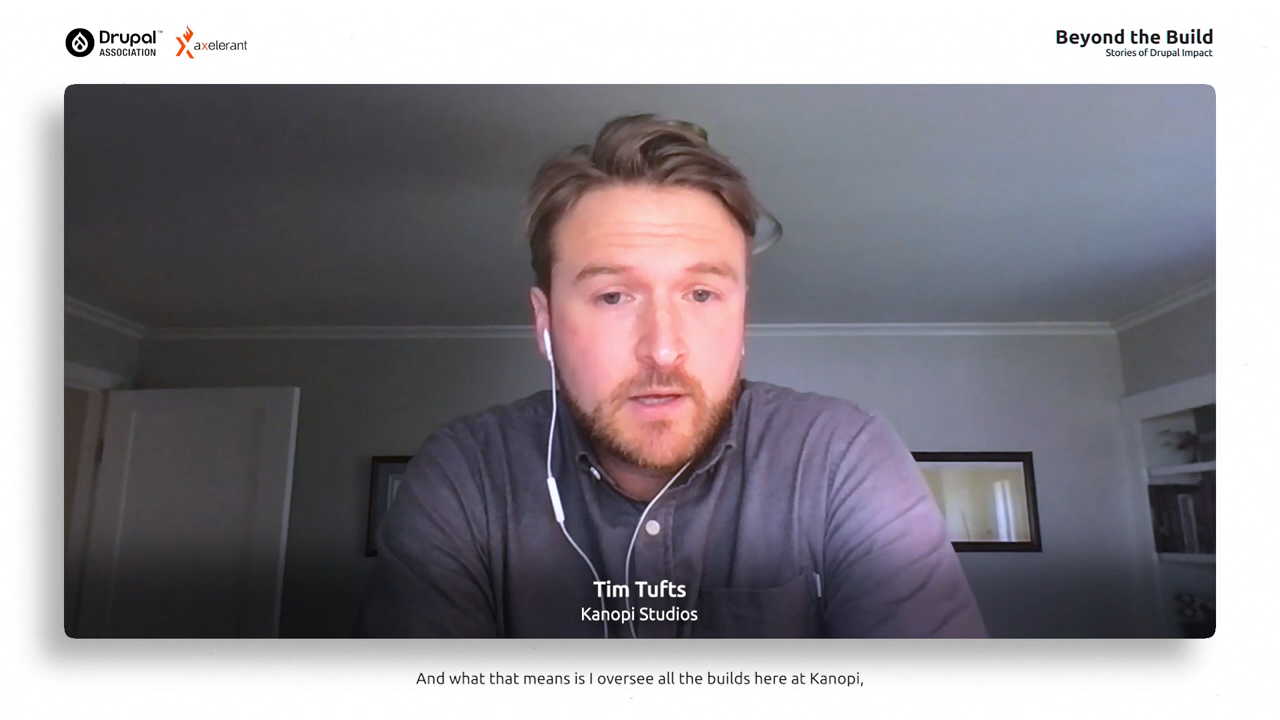 Drupal™
ASSOCIATION
axelerant
Beyond the Build
Stories of Drupal Impact
Tim Tufts
Kanopi Studios
And what that means is I oversee all the builds here at Kanopi,